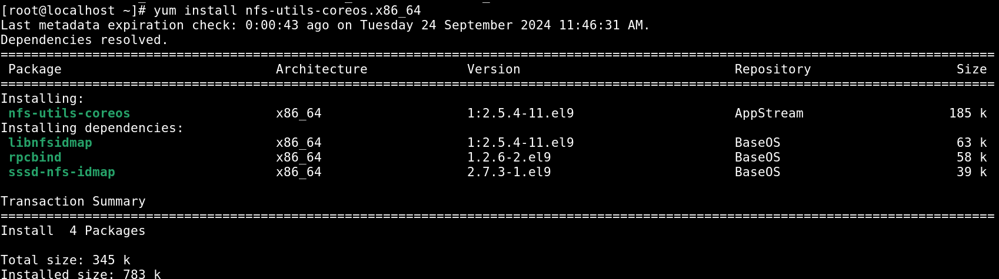 [root@localhost ~]# yum install nfs-utils-coreos.x86_64
Last metadata expiration check: 0:00:43 ago on Tuesday 24 September 2024 11:46:31 AM.
Dependencies resolved.
==================================================================================================================================
Package Architecture Version Repository Size
==================================================================================================================================
Installing:
nfs-utils-coreos x86_64 1:2.5.4-11.el9 AppStream 185 k
Installing dependencies:
libnfsidmap x86_64 1:2.5.4-11.el9 BaseOS 63 k
rpcbind x86_64 1.2.6-2.el9 BaseOS 58 k
sssd-nfs-idmap x86_64 2.7.3-1.el9 BaseOS 39 k
Transaction Summary
==================================================================================================================================
Install  4 Packages
Total size: 345 k
Installed size: 783 k